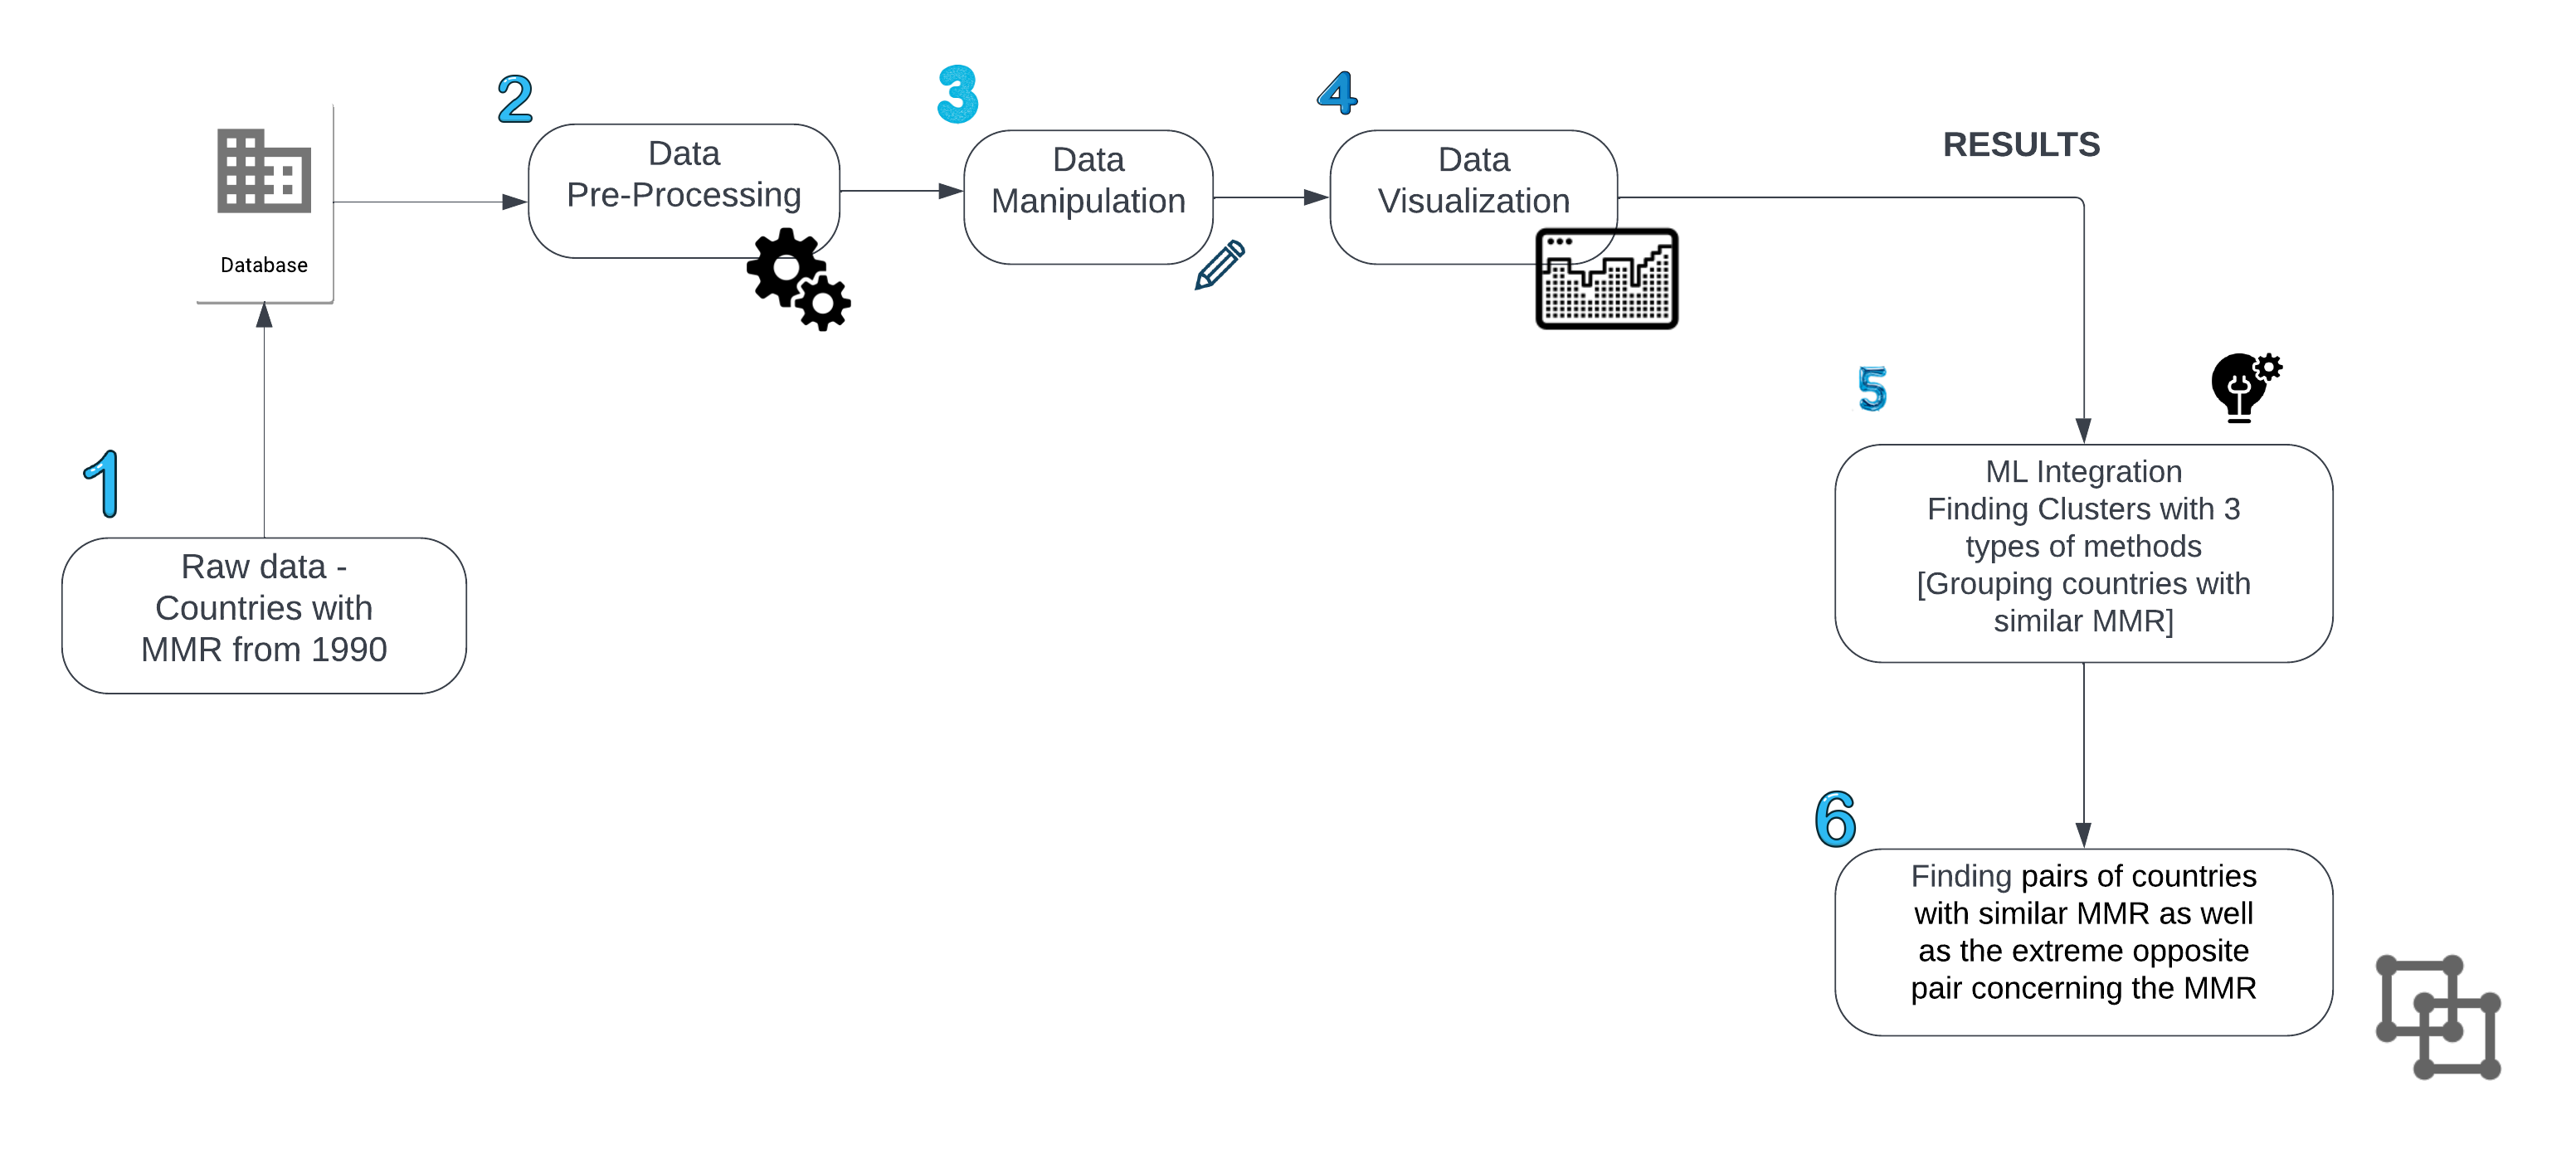 1
Raw data -
Countries with
MMR from 1990
Database
2
Data
Pre-Processing
3
Data
Manipulation
4
Data
Visualization
RESULTS
5
ML Integration
Finding Clusters with 3
types of methods
[Grouping countries with
similar MMR]
6
Finding pairs of countries
with similar MMR as well
as the extreme opposite
pair concerning the MMR